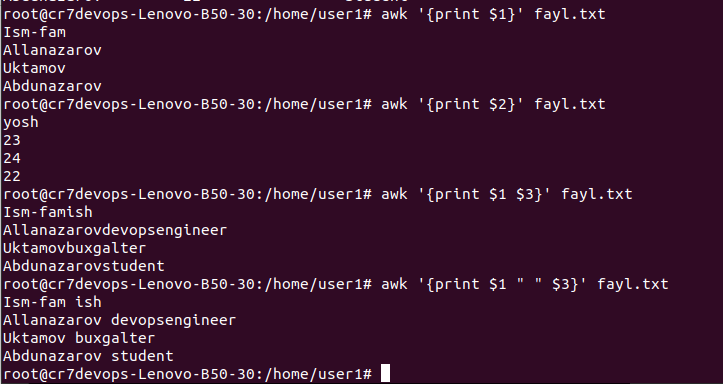 root@cr7devops-Lenovo-B50-30:/home/user1# awk '{print $1}' fayl.txt
Ism-fam
Allanazarov
Uktamov
Abdunazarov
root@cr7devops-Lenovo-B50-30:/home/user1# awk '{print $2}' fayl.txt
yosh
23
24
22
root@cr7devops-Lenovo-B50-30:/home/user1# awk '{print $1 $3}' fayl.txt
Ism-famish
Allanazarovdevopsengineer
Uktamovbuxgalter
Abdunazarovstudent
root@cr7devops-Lenovo-B50-30:/home/user1# awk '{print $1 " " $3}' fayl.txt
Ism-fam ish
Allanazarov devopsengineer
Uktamov buxgalter
Abdunazarov student
root@cr7devops-Lenovo-B50-30:/home/user1#